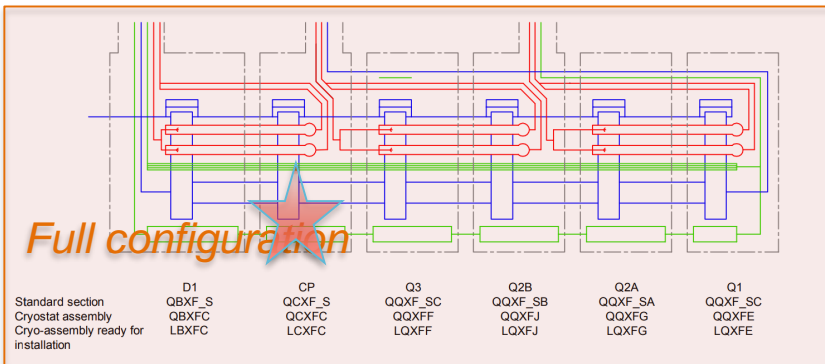 Full configuration
D1 CP Q3 Q2B Q2A Q1
Standard section QBXF_S QCXF_S QQXF_SC QQXF_SB QQXF_SA QQXF_SC
Cryostat assembly QBXFC QCXFC QQXFF QQXFJ QQXFG QQXFE
Cryo-assembly ready for LBXFC LCXFC LQXFF LQXFJ LQXFG LQXFE
installation